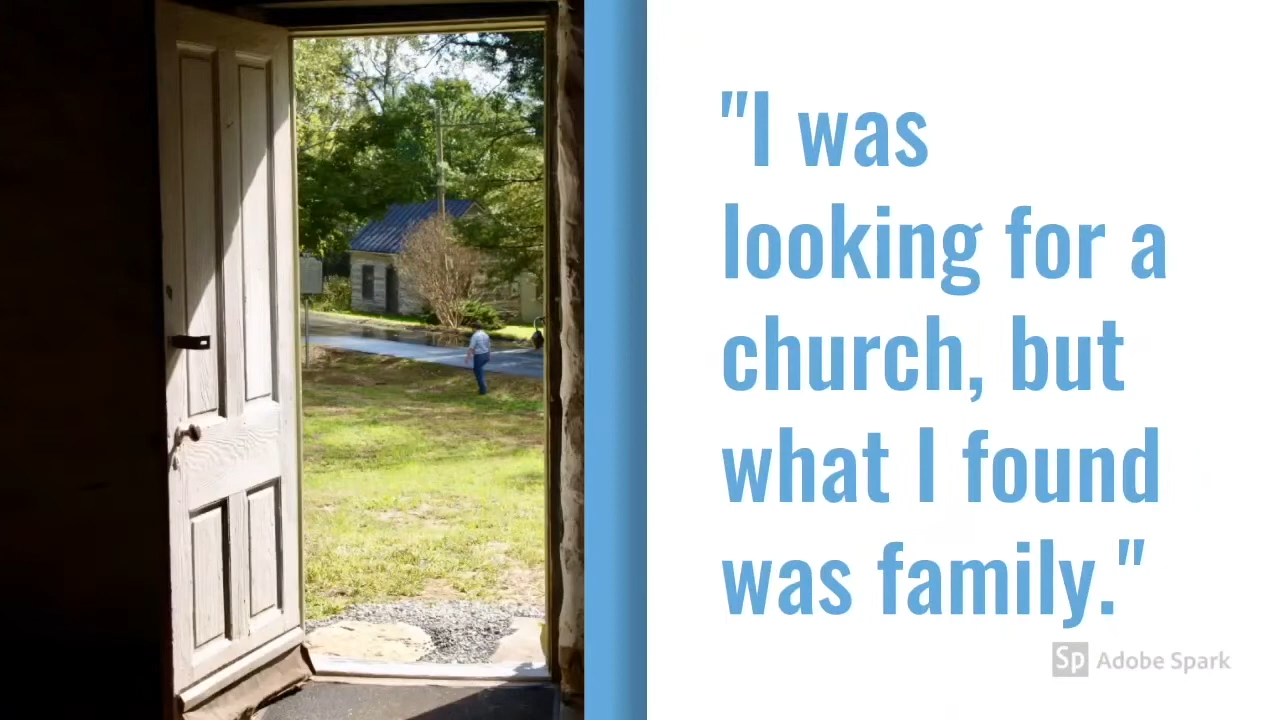 "I was
looking for a
church, but
what I found
was family."
Sp Adobe Spark